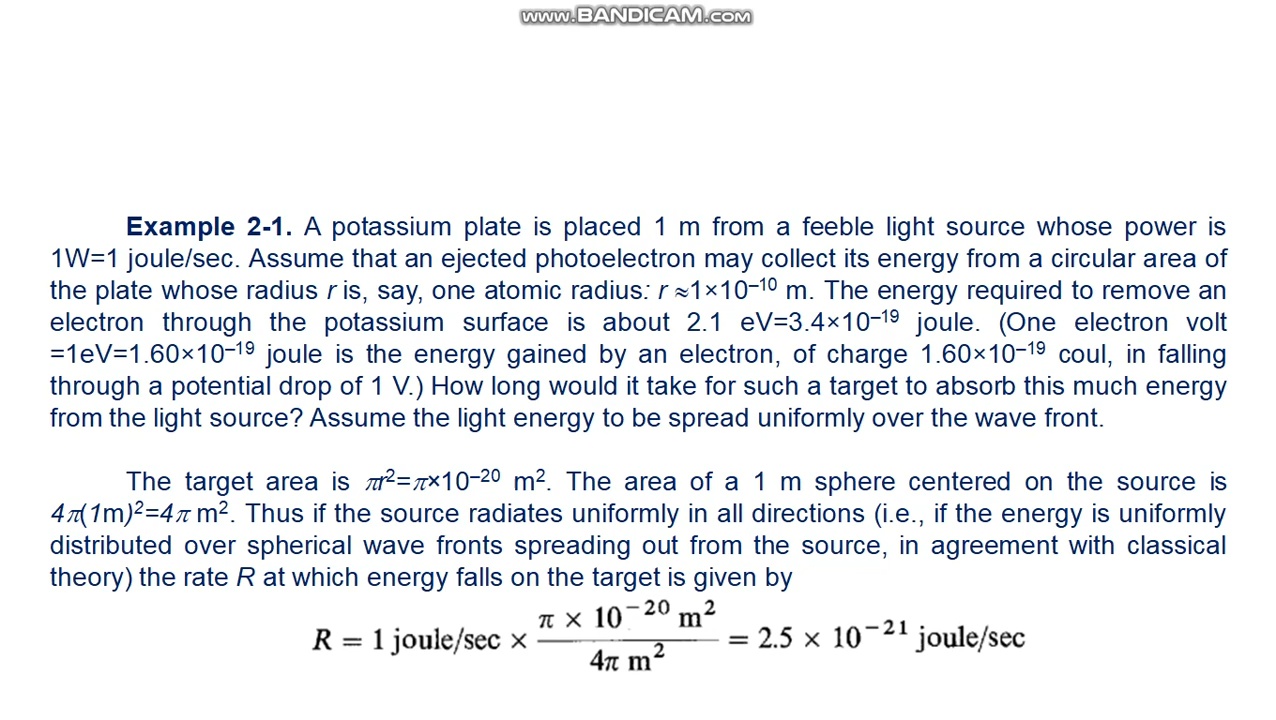 www.BANDICAM.com
Example 2-1. A potassium plate is placed 1 m from a feeble light source whose power is
1W=1 joule/sec. Assume that an ejected photoelectron may collect its energy from a circular area of
the plate whose radius r is, say, one atomic radius: r ≈1×10⁻¹⁰ m. The energy required to remove an
electron through the potassium surface is about 2.1 eV=3.4×10⁻¹⁹ joule. (One electron volt
=1eV=1.60×10⁻¹⁹ joule is the energy gained by an electron, of charge 1.60×10⁻¹⁹ coul, in falling
through a potential drop of 1 V.) How long would it take for such a target to absorb this much energy
from the light source? Assume the light energy to be spread uniformly over the wave front.
The target area is πr²=π×10⁻²⁰ m². The area of a 1 m sphere centered on the source is
4π(1m)²=4π m². Thus if the source radiates uniformly in all directions (i.e., if the energy is uniformly
distributed over spherical wave fronts spreading out from the source, in agreement with classical
theory) the rate R at which energy falls on the target is given by
R = 1 joule/sec × π × 10⁻²⁰ m² / 4π m² = 2.5 × 10⁻²¹ joule/sec